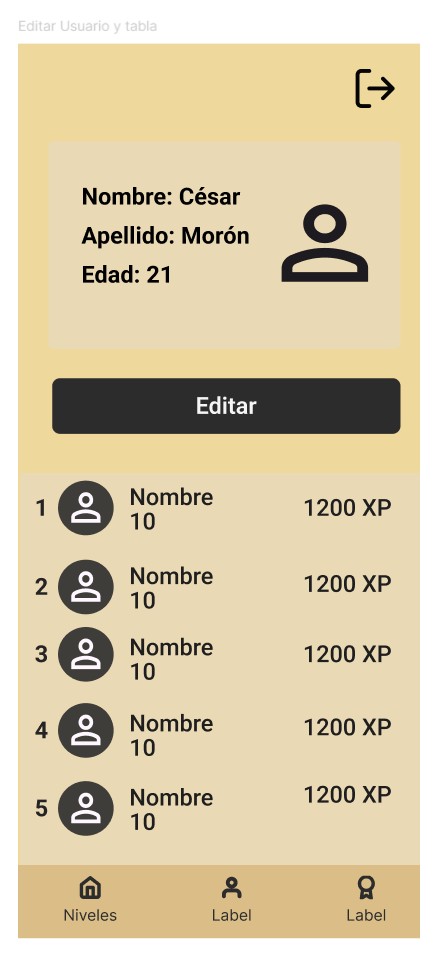 Editar Usuario y tabla
Nombre: César
Apellido: Morón
Edad: 21
Editar
1 Nombre 1200 XP
10
2 Nombre 1200 XP
10
3 Nombre 1200 XP
10
4 Nombre 1200 XP
10
5 Nombre 1200 XP
10
Niveles Label Label